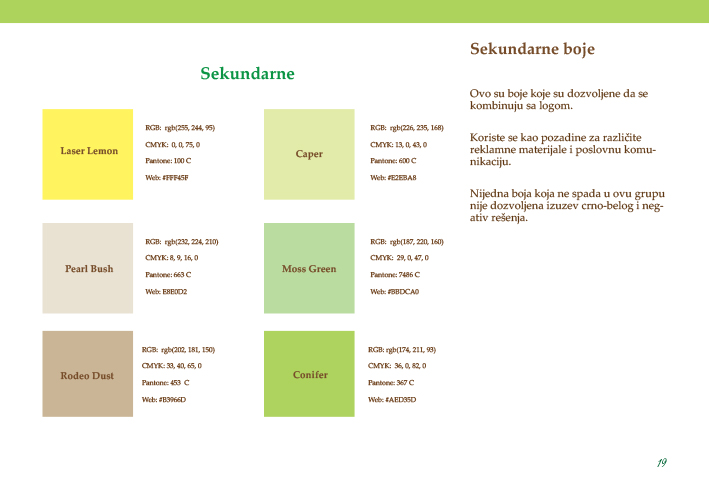 Sekundarne
Laser Lemon
RGB: rgb(255, 244, 95)
CMYK: 0, 0, 75, 0
Pantone: 100 C
Web: #FFF45F
Caper
RGB: rgb(226, 235, 168)
CMYK: 13, 0, 43, 0
Pantone: 600 C
Web: #E2EBA8
Pearl Bush
RGB: rgb(232, 224, 210)
CMYK: 8, 9, 16, 0
Pantone: 663 C
Web: E8E0D2
Moss Green
RGB: rgb(187, 220, 160)
CMYK: 29, 0, 47, 0
Pantone: 7486 C
Web: #BBDCA0
Rodeo Dust
RGB: rgb(202, 181, 150)
CMYK: 33, 40, 65, 0
Pantone: 453 C
Web: #B3966D
Conifer
RGB: rgb(174, 211, 93)
CMYK: 36, 0, 82, 0
Pantone: 367 C
Web: #AED35D
Sekundarne boje
Ovo su boje koje su dozvoljene da se
kombinuju sa logom.
Koriste se kao pozadine za različite
reklamne materijale i poslovnu komu-
nikaciju.
Nijedna boja koja ne spada u ovu grupu
nije dozvoljena izuzev crno-belog i neg-
ativ rešenja.
19